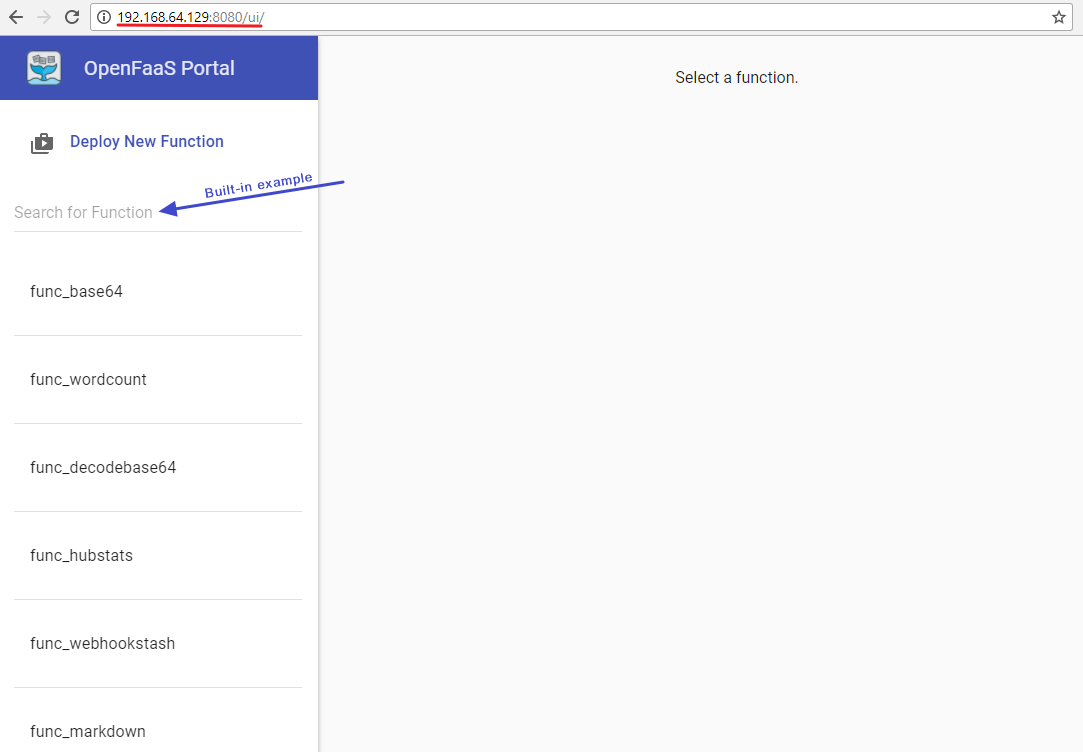 192.168.64.129:8080/ui/
OpenFaaS Portal
Select a function.
Deploy New Function
Built-in example
Search for Function
func_base64
func_wordcount
func_decodebase64
func_hubstats
func_webhookstash
func_markdown